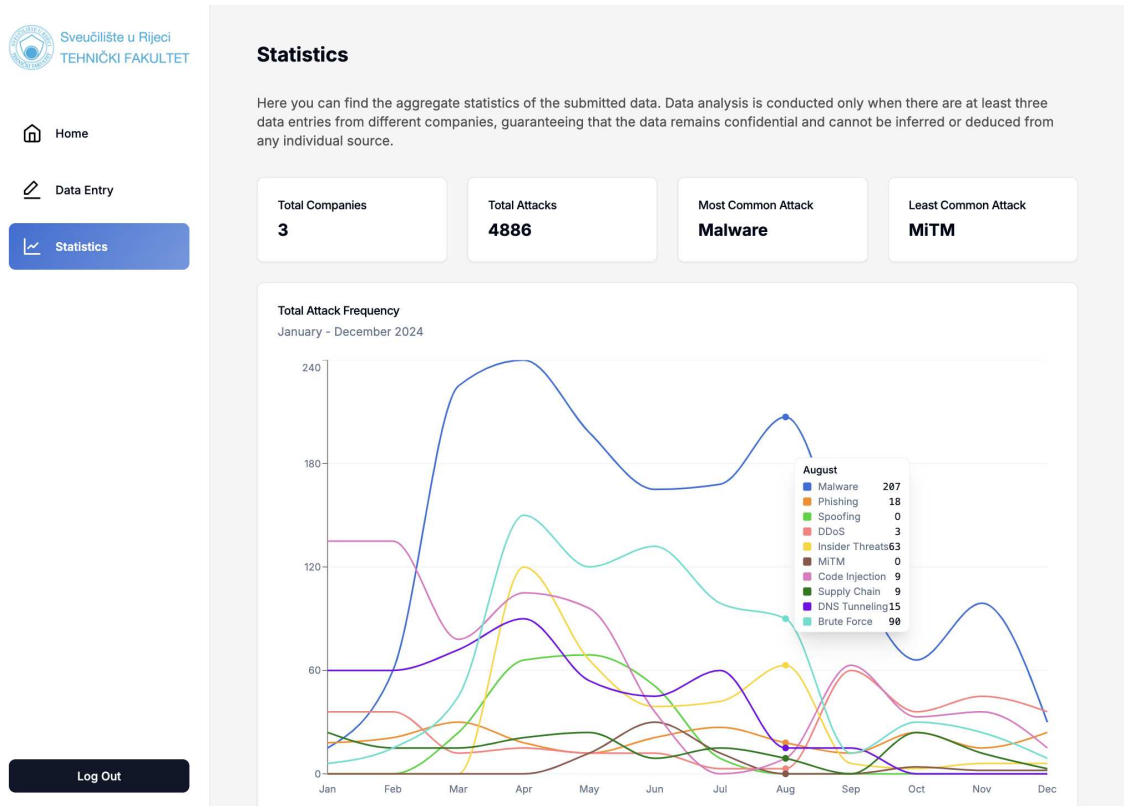 Sveučilište u Rijeci
TEHNIČKI FAKULTET
Home
Data Entry
Statistics
Log Out
Statistics
Here you can find the aggregate statistics of the submitted data. Data analysis is conducted only when there are at least three
data entries from different companies, guaranteeing that the data remains confidential and cannot be inferred or deduced from
any individual source.
Total Companies
3
Total Attacks
4886
Most Common Attack
Malware
Least Common Attack
MiTM
Total Attack Frequency
January - December 2024
240
180
120
60
0
Jan Feb Mar Apr May Jun Jul Aug Sep Oct Nov Dec
August
Malware 207
Phishing 18
Spoofing 0
DDoS 3
Insider Threats 63
MiTM 0
Code Injection 9
Supply Chain 9
DNS Tunneling 15
Brute Force 90